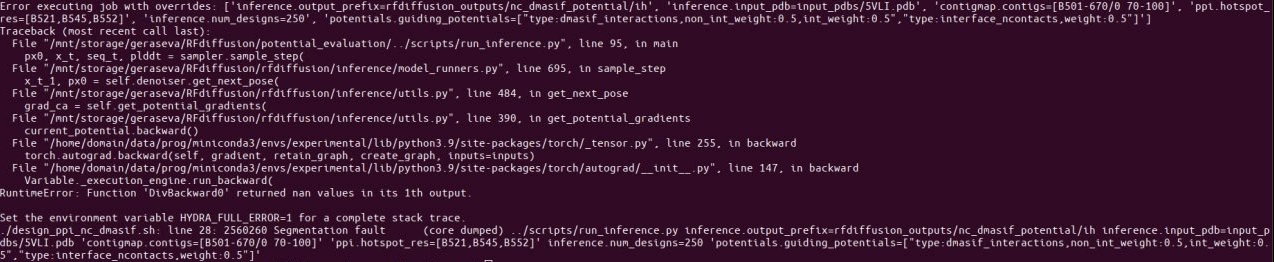 Error executing job with overrides: ['inference.output_prefix=rfdiffusion_outputs/nc_dmasif_potential/ih', 'inference.input_pdb=input_pdbs/5VLI.pdb', 'contigmap.contigs=[B501-670/0 70-100]', 'ppi.hotspot_
res=[B521,B545,B552]', 'inference.num_designs=250', 'potentials.guiding_potentials=["type:dmasif_interactions,non_int_weight:0.5,int_weight:0.5","type:interface_ncontacts,weight:0.5"]']
Traceback (most recent call last):
  File "/mnt/storage/geraseva/RFdiffusion/potential_evaluation/../scripts/run_inference.py", line 95, in main
    px0, x_t, seq_t, plddt = sampler.sample_step(
  File "/mnt/storage/geraseva/RFdiffusion/rfdiffusion/inference/model_runners.py", line 695, in sample_step
    x_t_1, px0 = self.denoiser.get_next_pose(
  File "/mnt/storage/geraseva/RFdiffusion/rfdiffusion/inference/utils.py", line 484, in get_next_pose
    grad_ca = self.get_potential_gradients(
  File "/mnt/storage/geraseva/RFdiffusion/rfdiffusion/inference/utils.py", line 390, in get_potential_gradients
    current_potential.backward()
  File "/home/domain/data/prog/miniconda3/envs/experimental/lib/python3.9/site-packages/torch/_tensor.py", line 255, in backward
    torch.autograd.backward(self, gradient, retain_graph, create_graph, inputs=inputs)
  File "/home/domain/data/prog/miniconda3/envs/experimental/lib/python3.9/site-packages/torch/autograd/__init__.py", line 147, in backward
    Variable._execution_engine.run_backward(
RuntimeError: Function 'DivBackward0' returned nan values in its 1th output.

Set the environment variable HYDRA_FULL_ERROR=1 for a complete stack trace.
./design_ppi_nc_dmasif.sh: line 28: 2560260 Segmentation fault      (core dumped) ../scripts/run_inference.py inference.output_prefix=rfdiffusion_outputs/nc_dmasif_potential/ih inference.input_pdb=input_p
dbs/5VLI.pdb 'contigmap.contigs=[B501-670/0 70-100]' 'ppi.hotspot_res=[B521,B545,B552]' inference.num_designs=250 'potentials.guiding_potentials=["type:dmasif_interactions,non_int_weight:0.5,int_weight:0.
5","type:interface_ncontacts,weight:0.5"]'